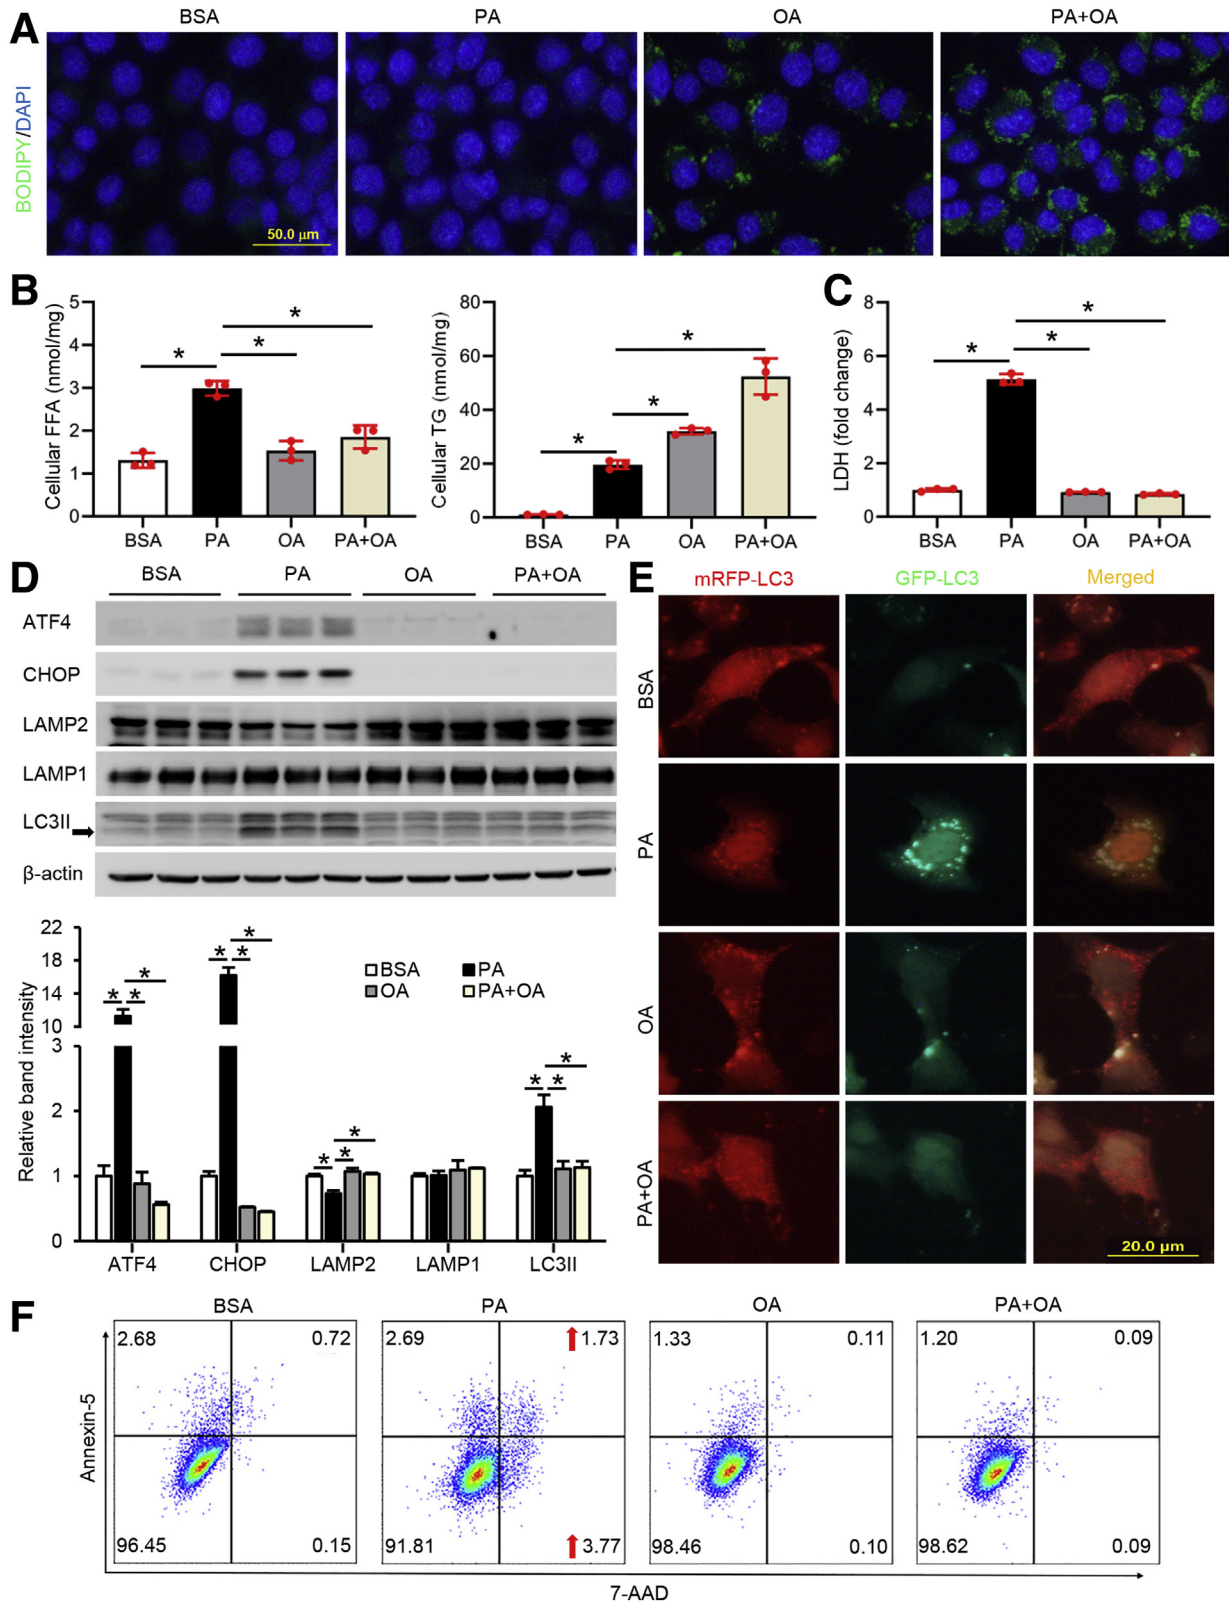 A
BSA PA OA PA+OA
BODIPY/DAPI
50.0 μm
B
Cellular FFA (nmol/mg)
5
4
3
2
1
0
* * *
BSA PA OA PA+OA
Cellular TG (nmol/mg)
80
60
40
20
0
* * *
BSA PA OA PA+OA
C
LDH (fold change)
8
6
4
2
0
* * *
BSA PA OA PA+OA
D
BSA PA OA PA+OA
ATF4
CHOP
LAMP2
LAMP1
LC3II
β-actin
Relative band intensity
22
18
14
10
3
2
1
0
BSA PA
OA PA+OA
* * *
* * *
* * *
* * *
ATF4 CHOP LAMP2 LAMP1 LC3II
E
mRFP-LC3 GFP-LC3 Merged
BSA
PA
OA
PA+OA
20.0 μm
F
BSA PA OA PA+OA
Annexin-5
2.68 0.72 2.69 1.73 1.33 0.11 1.20 0.09
96.45 0.15 91.81 3.77 98.46 0.10 98.62 0.09
7-AAD